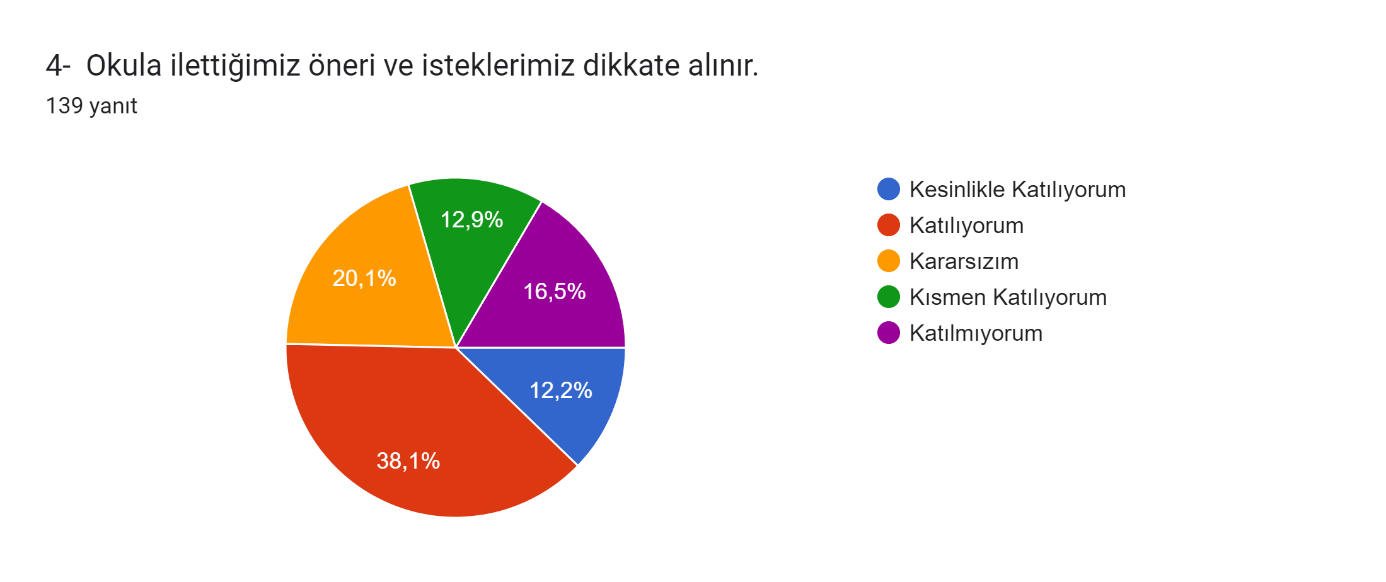 4-  Okula ilettiğimiz öneri ve isteklerimiz dikkate alınır.
139 yanıt
12,9%
20,1%
16,5%
12,2%
38,1%
Kesinlikle Katılıyorum
Katılıyorum
Kararsızım
Kısmen Katılıyorum
Katılmıyorum